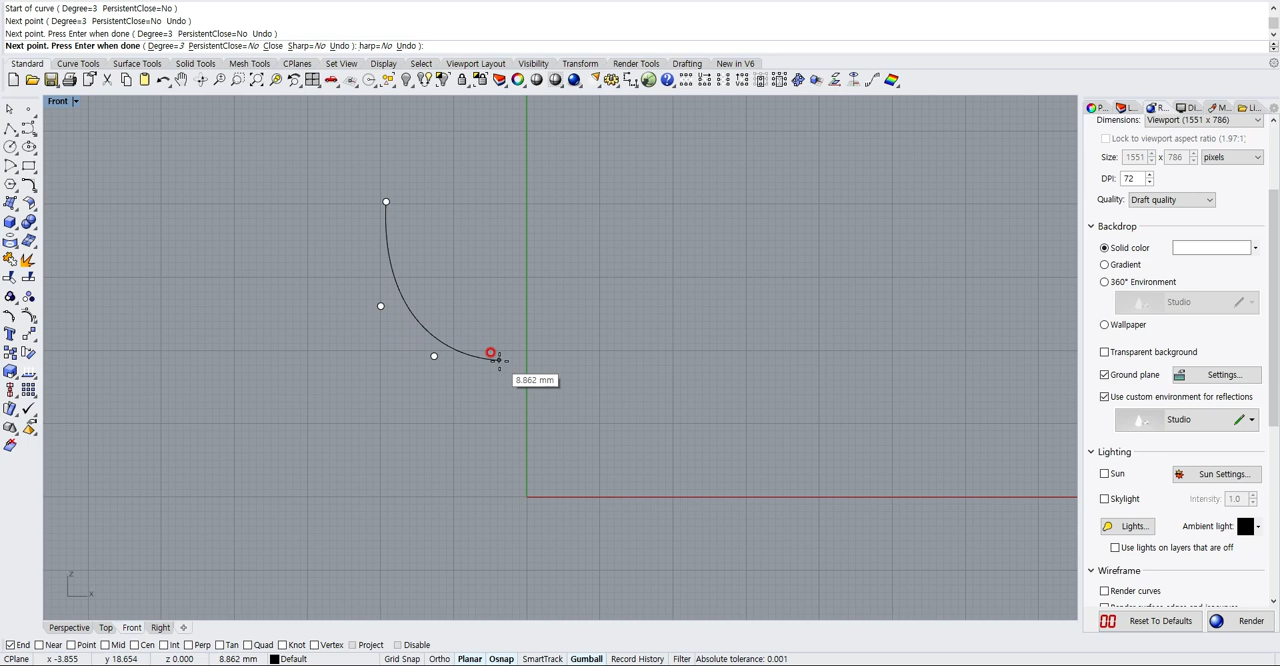 Start of curve ( Degree=3  PersistentClose=No )
Next point ( Degree=3  PersistentClose=No  Undo )
Next point. Press Enter when done ( Degree=3  PersistentClose=No  Undo )
Next point. Press Enter when done ( Degree=3  PersistentClose=No  Close  Sharp=No  Undo ): harp=No  Undo ):
Standard Curve Tools Surface Tools Solid Tools Mesh Tools CPlanes Set View Display Select Viewport Layout Visibility Transform Render Tools Drafting New in V6
Front
P... L... R... Di... M... Li...
Dimensions: Viewport (1551 x 786)
Lock to viewport aspect ratio (1.97:1)
Size: 1551 x 786 pixels
DPI: 72
Quality: Draft quality
Backdrop
Solid color
Gradient
360° Environment
Studio
Wallpaper
Transparent background
Ground plane Settings...
Use custom environment for reflections
Studio
Lighting
Sun Sun Settings...
Skylight Intensity: 1.0
Lights... Ambient light:
Use lights on layers that are off
Wireframe
Render curves
Reset To Defaults Render
8.862 mm
z
x
Perspective Top Front Right
End Near Point Mid Cen Int Perp Tan Quad Knot Vertex Project Disable
CPlane x -3.855 y 18.654 z 0.000 8.862 mm Default Grid Snap Ortho Planar Osnap SmartTrack Gumball Record History Filter Absolute tolerance: 0.001